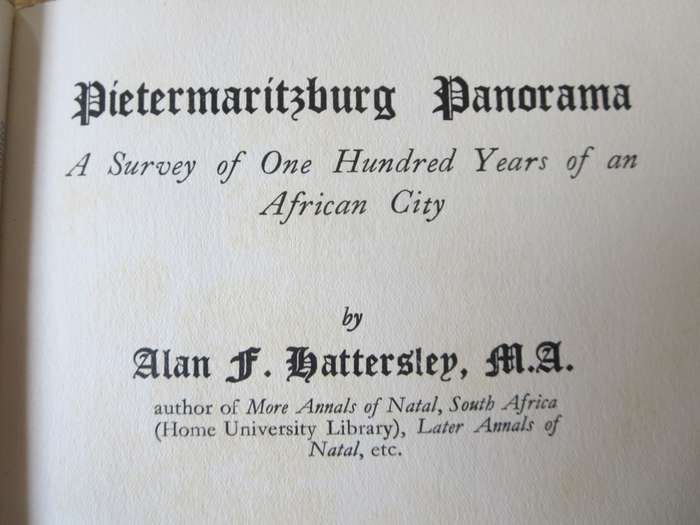 Pietermaritzburg Panorama
A Survey of One Hundred Years of an
African City
by
Alan F. Hattersley, M.A.
author of More Annals of Natal, South Africa
(Home University Library), Later Annals of
Natal, etc.